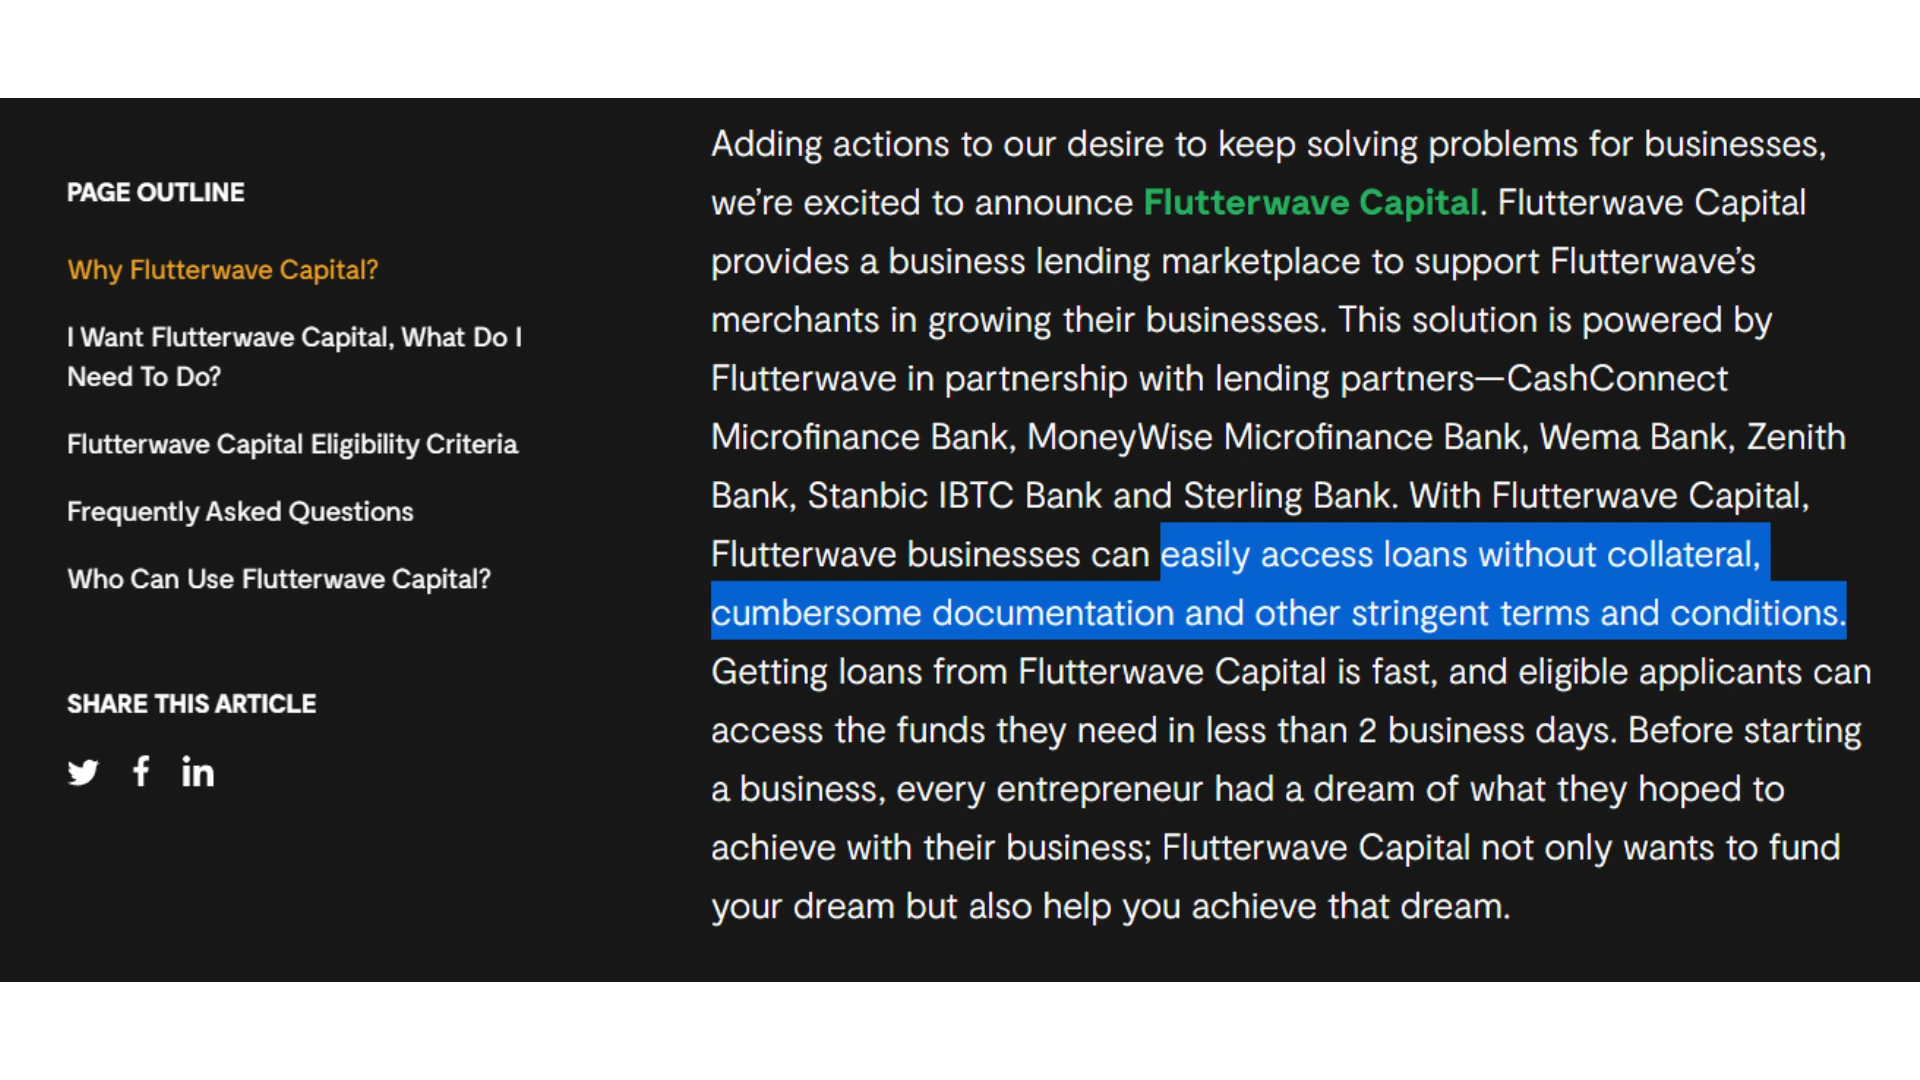 PAGE OUTLINE
Why Flutterwave Capital?
I Want Flutterwave Capital, What Do I
Need To Do?
Flutterwave Capital Eligibility Criteria
Frequently Asked Questions
Who Can Use Flutterwave Capital?
SHARE THIS ARTICLE
Adding actions to our desire to keep solving problems for businesses,
we’re excited to announce Flutterwave Capital. Flutterwave Capital
provides a business lending marketplace to support Flutterwave’s
merchants in growing their businesses. This solution is powered by
Flutterwave in partnership with lending partners—CashConnect
Microfinance Bank, MoneyWise Microfinance Bank, Wema Bank, Zenith
Bank, Stanbic IBTC Bank and Sterling Bank. With Flutterwave Capital,
Flutterwave businesses can easily access loans without collateral,
cumbersome documentation and other stringent terms and conditions.
Getting loans from Flutterwave Capital is fast, and eligible applicants can
access the funds they need in less than 2 business days. Before starting
a business, every entrepreneur had a dream of what they hoped to
achieve with their business; Flutterwave Capital not only wants to fund
your dream but also help you achieve that dream.